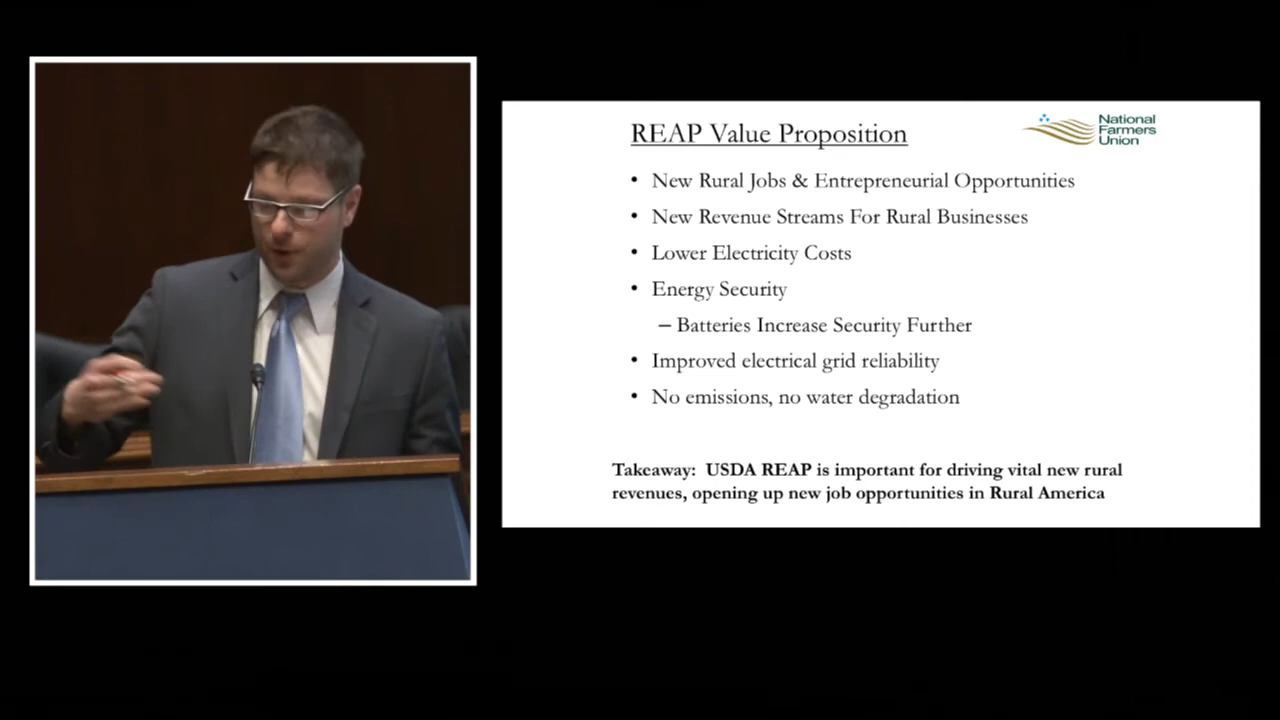 REAP Value Proposition
National
Farmers
Union
• New Rural Jobs & Entrepreneurial Opportunities
• New Revenue Streams For Rural Businesses
• Lower Electricity Costs
• Energy Security
– Batteries Increase Security Further
• Improved electrical grid reliability
• No emissions, no water degradation
Takeaway: USDA REAP is important for driving vital new rural
revenues, opening up new job opportunities in Rural America